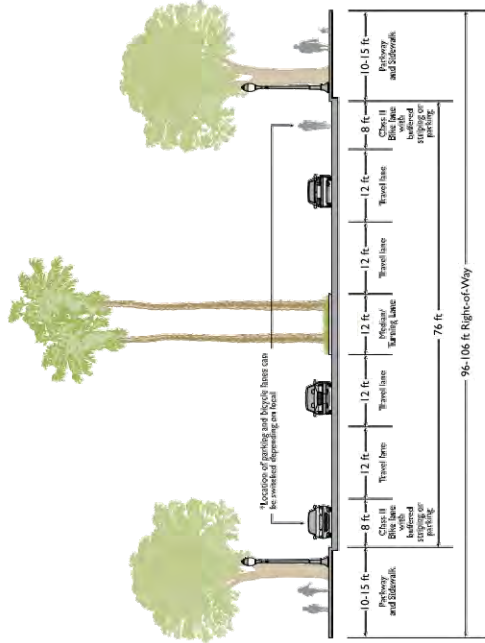 *Location of parking and bicycle lanes can
be switched depending on local
10-15 ft
Parkway
and Sidewalk
8 ft
Class II
Bike lane
with
buffered
striping or
parking
12 ft
Travel lane
12 ft
Travel lane
12 ft
Median/
Turning Lane
12 ft
Travel lane
12 ft
Travel lane
8 ft
Class II
Bike lane
with
buffered
striping or
parking
10-15 ft
Parkway
and Sidewalk
76 ft
96-106 ft Right-of-Way